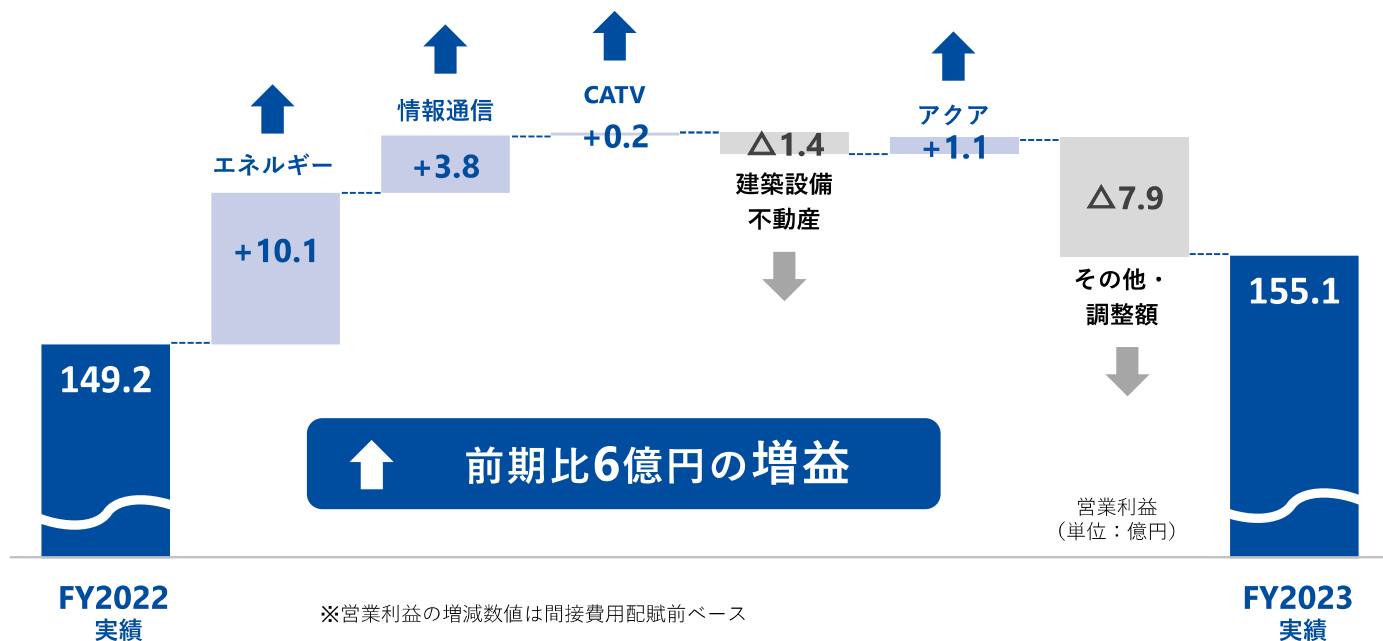 エネルギー
+10.1
情報通信
+3.8
CATV
+0.2
△1.4
建築設備
不動産
アクア
+1.1
△7.9
その他・
調整額
149.2
155.1
前期比6億円の増益
営業利益
（単位：億円）
FY2022
実績
FY2023
実績
※営業利益の増減数値は間接費用配賦前ベース